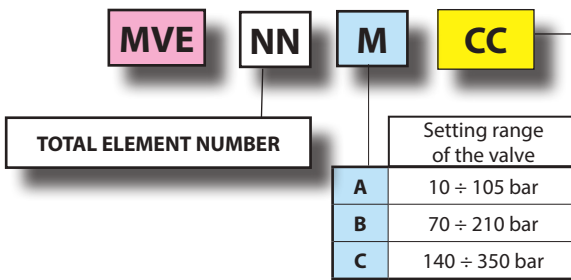 MVE NN M CC
TOTAL ELEMENT NUMBER
Setting range
of the valve
A 10 ÷ 105 bar
B 70 ÷ 210 bar
C 140 ÷ 350 bar